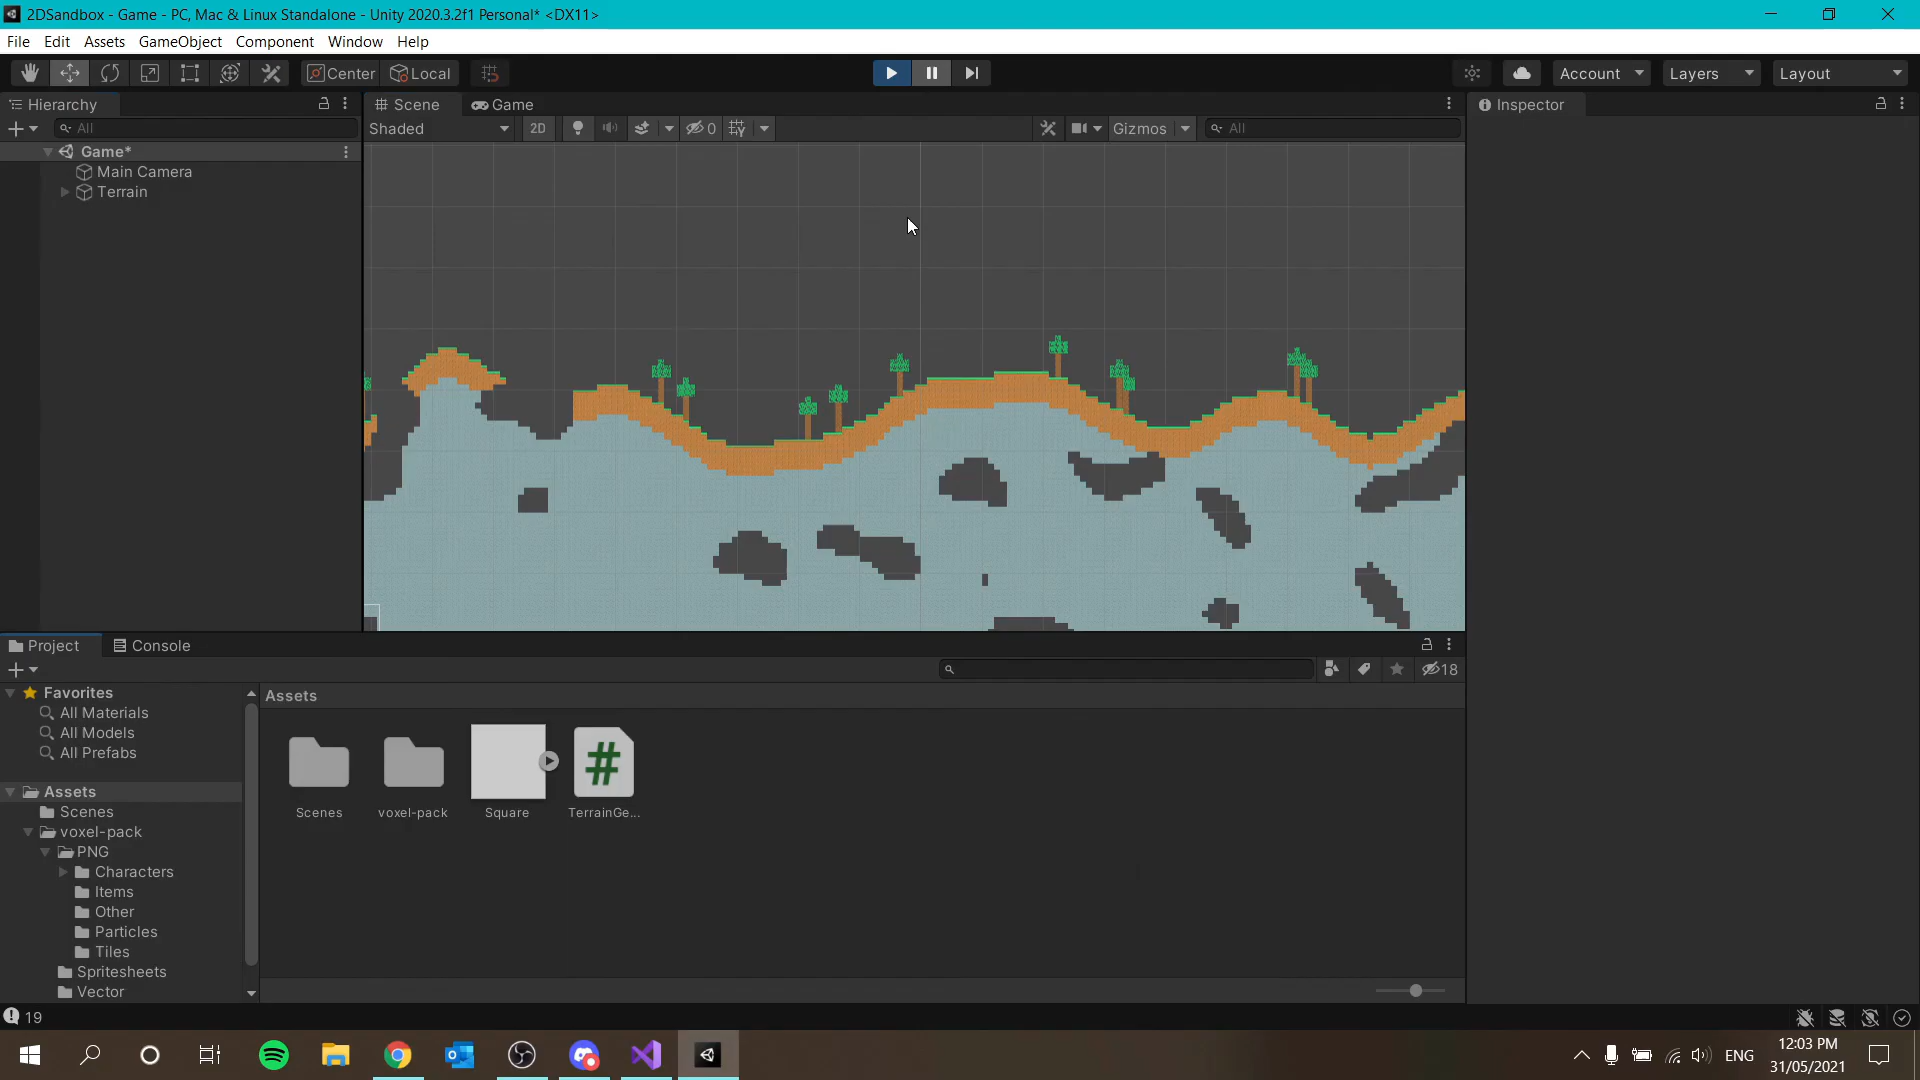 2DSandbox - Game - PC, Mac & Linux Standalone - Unity 2020.3.2f1 Personal* <DX11>
File Edit Assets GameObject Component Window Help
Center Local Account Layers Layout
Hierarchy Scene Game Inspector
All Shaded 2D 0 Gizmos All
Game*
Main Camera
Terrain
Project Console
18
Favorites Assets
All Materials
All Models
All Prefabs
Assets
Scenes voxel-pack Square TerrainGe...
Scenes
voxel-pack
PNG
Characters
Items
Other
Particles
Tiles
Spritesheets
Vector
19
ENG 12:03 PM
31/05/2021